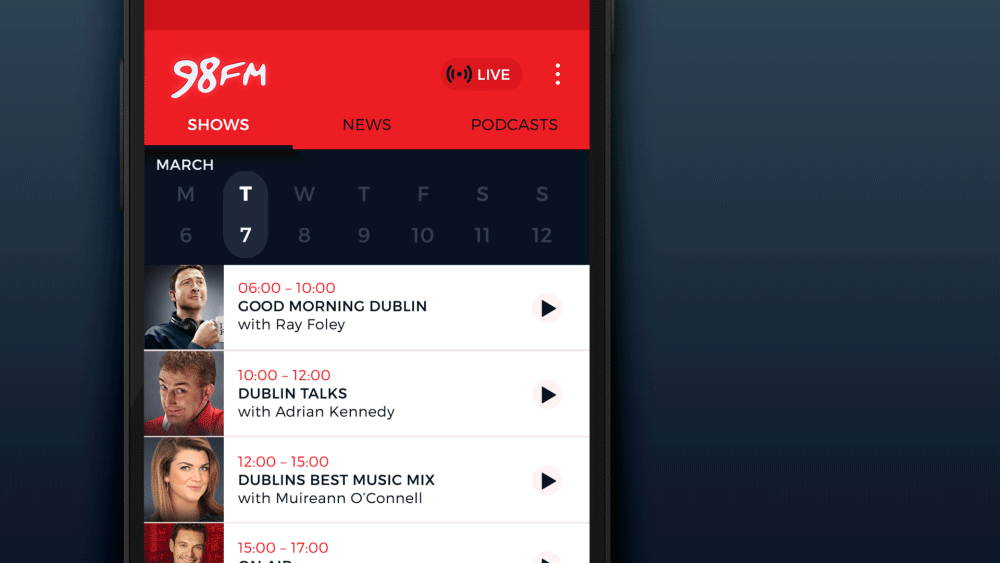 98FM
LIVE
SHOWS NEWS PODCASTS
MARCH
M T W T F S S
6 7 8 9 10 11 12
06:00 – 10:00
GOOD MORNING DUBLIN
with Ray Foley
10:00 – 12:00
DUBLIN TALKS
with Adrian Kennedy
12:00 – 15:00
DUBLINS BEST MUSIC MIX
with Muireann O’Connell
15:00 – 17:00
ON AIR